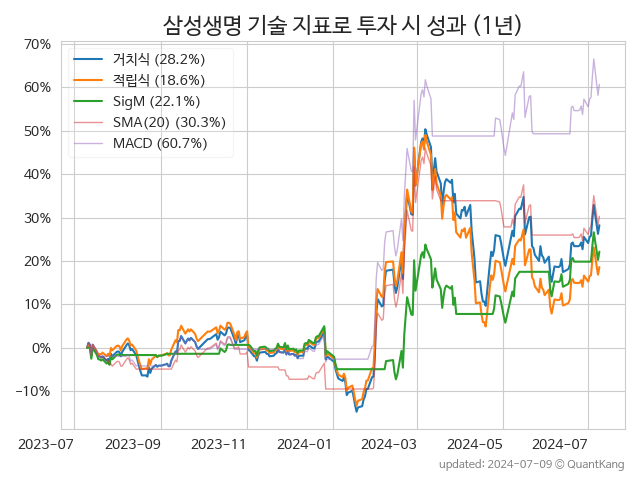 삼성생명 기술 지표로 투자 시 성과 (1년)
70%
60%
50%
40%
30%
20%
10%
0%
−10%
거치식 (28.2%)
적립식 (18.6%)
SigM (22.1%)
SMA(20) (30.3%)
MACD (60.7%)
2023-07 2023-09 2023-11 2024-01 2024-03 2024-05 2024-07
updated: 2024-07-09 © QuantKang